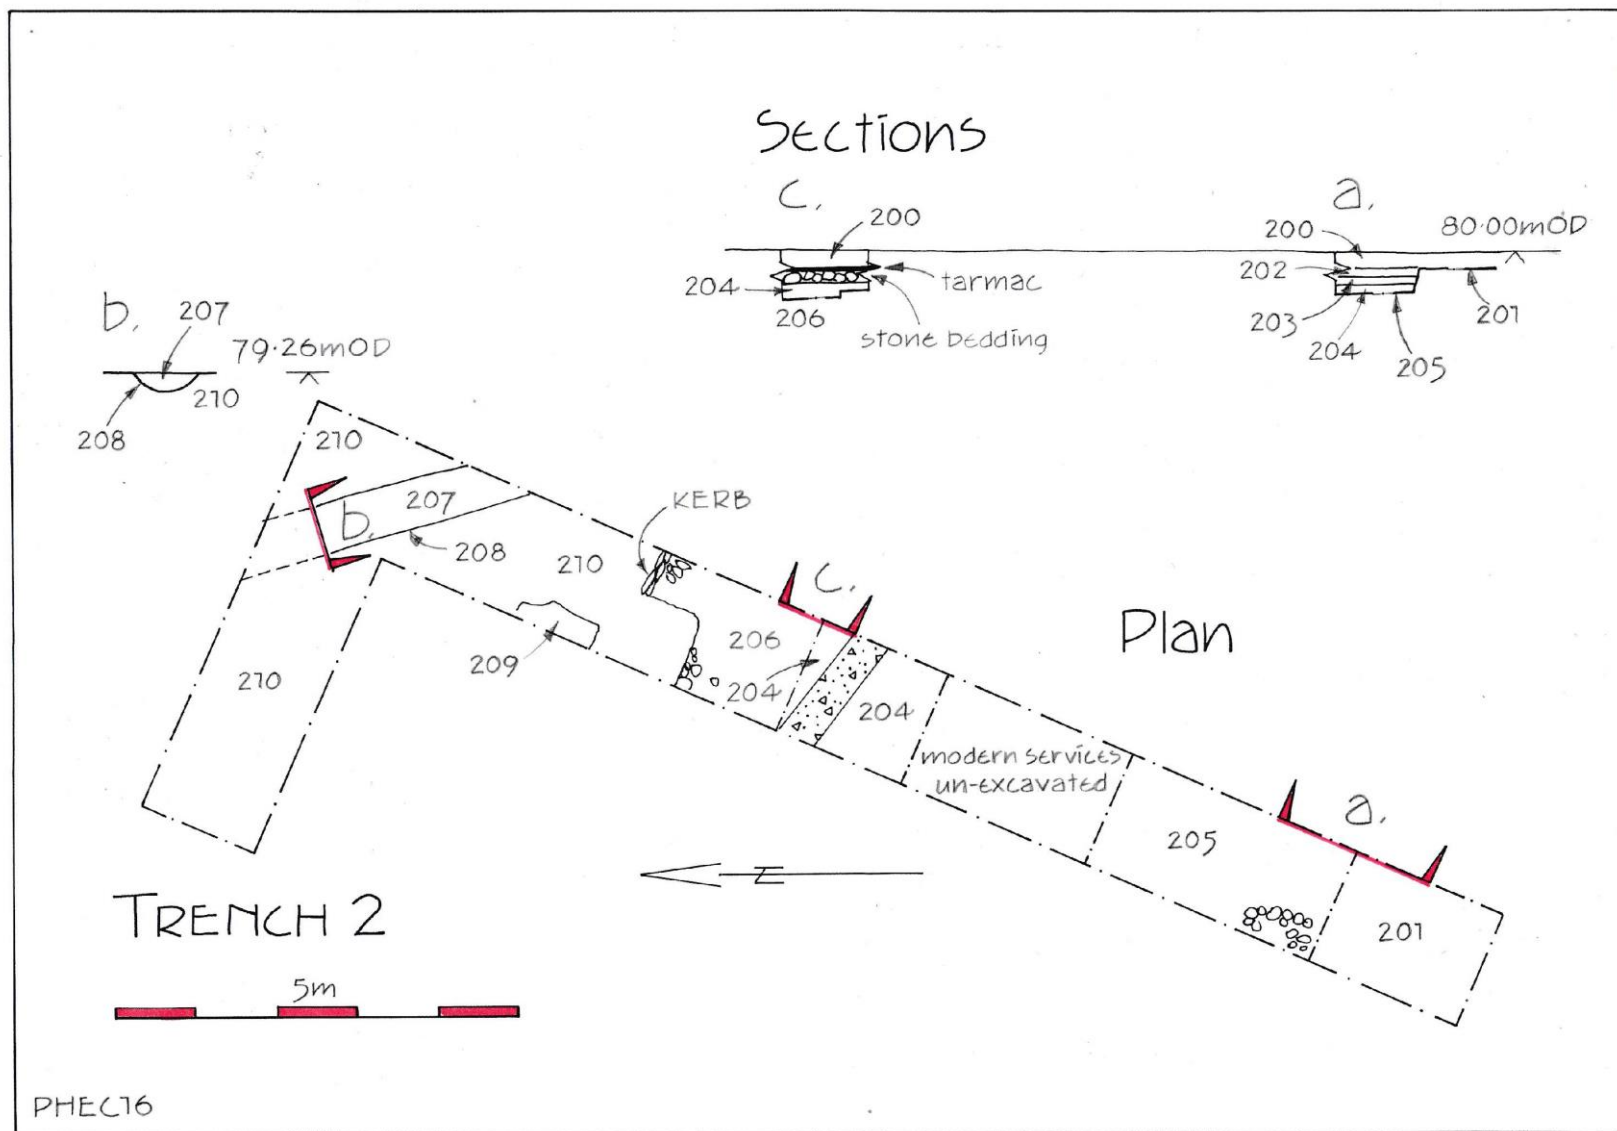 Sections
c.
200
204
206
tarmac
stone bedding
a.
200
80.00mOD
202
203
204
205
201
b.
207
79.26mOD
208
210
210
207
b.
208
210
209
210
KERB
c.
206
204
204
Plan
modern services
un-excavated
205
a.
201
N
TRENCH 2
5m
PHEC16